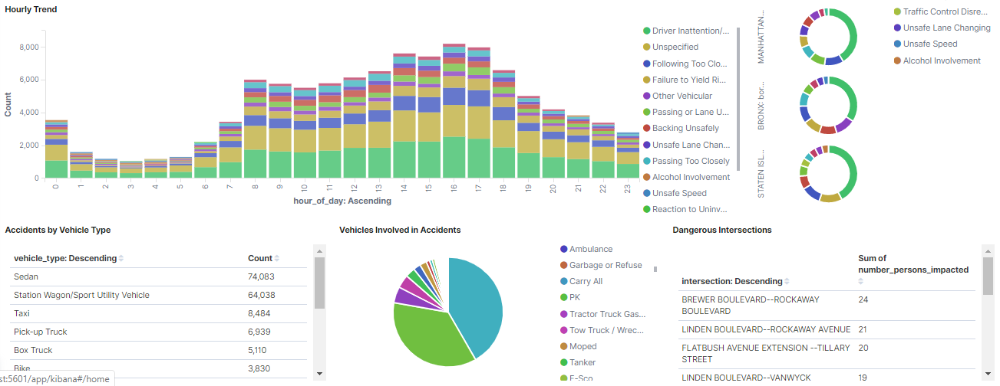 Hourly Trend
Count
8,000
6,000
4,000
2,000
0
0 1 2 3 4 5 6 7 8 9 10 11 12 13 14 15 16 17 18 19 20 21 22 23
hour_of_day: Ascending
Driver Inattention/...
Unspecified
Following Too Clo...
Failure to Yield Ri...
Other Vehicular
Passing or Lane U...
Backing Unsafely
Unsafe Lane Chan...
Passing Too Closely
Alcohol Involvement
Unsafe Speed
Reaction to Uninv...
MANHATTAN...
BRONX: bor...
STATEN ISL...
Traffic Control Disre...
Unsafe Lane Changing
Unsafe Speed
Alcohol Involvement
Accidents by Vehicle Type
vehicle_type: Descending Count
Sedan 74,083
Station Wagon/Sport Utility Vehicle 64,038
Taxi 8,484
Pick-up Truck 6,939
Box Truck 5,110
Bike 3,830
st:5601/app/kibana#/home
Vehicles Involved in Accidents
Ambulance
Garbage or Refuse
Carry All
PK
Tractor Truck Gas...
Tow Truck / Wrec...
Moped
Tanker
E-Sco
Dangerous Intersections
Sum of
number_persons_impacted
intersection: Descending
BREWER BOULEVARD--ROCKAWAY 24
BOULEVARD
LINDEN BOULEVARD--ROCKAWAY AVENUE 21
FLATBUSH AVENUE EXTENSION --TILLARY 20
STREET
LINDEN BOULEVARD--VANWYCK 19